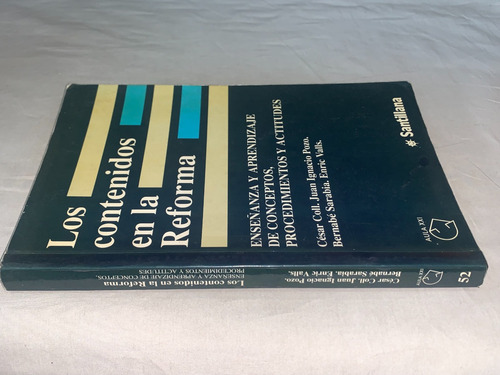 Los
contenidos
en la
Reforma
ENSEÑANZA Y APRENDIZAJE
DE CONCEPTOS,
PROCEDIMIENTOS Y ACTITUDES
César Coll. Juan Ignacio Pozo.
Bernabé Sarabia. Enric Valls.
AULA XXI
Santillana
Los contenidos en la Reforma
ENSEÑANZA Y APRENDIZAJE DE CONCEPTOS,
PROCEDIMIENTOS Y ACTITUDES
César Coll. Juan Ignacio Pozo.
Bernabé Sarabia. Enric Valls.
AULA XXI
52